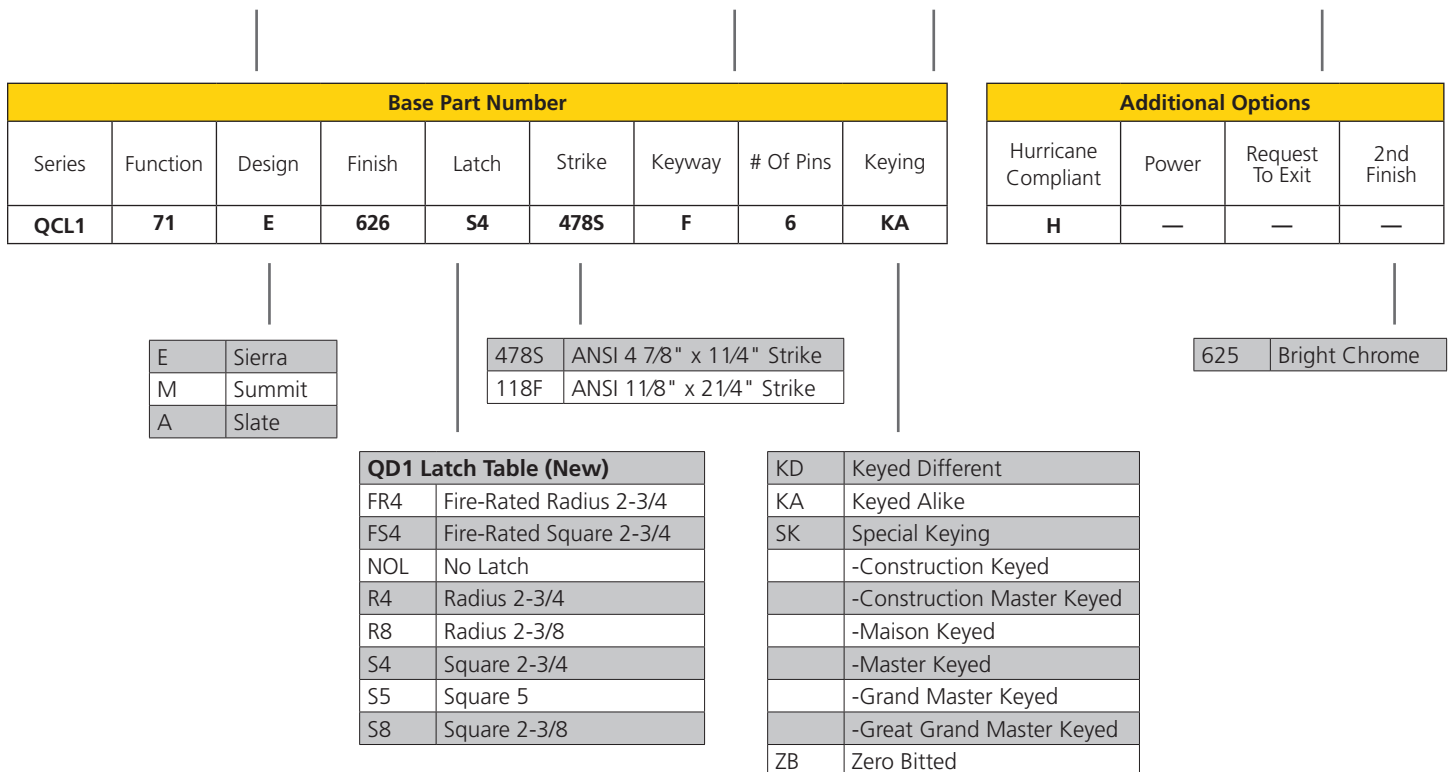 Base Part Number
Series Function Design Finish Latch Strike Keyway # Of Pins Keying
QCL1 71 E 626 S4 478S F 6 KA
Additional Options
Hurricane Compliant Power Request To Exit 2nd Finish
H — — —
E Sierra
M Summit
A Slate
478S ANSI 4 7/8" x 11/4" Strike
118F ANSI 11/8" x 21/4" Strike
625 Bright Chrome
QD1 Latch Table (New)
FR4 Fire-Rated Radius 2-3/4
FS4 Fire-Rated Square 2-3/4
NOL No Latch
R4 Radius 2-3/4
R8 Radius 2-3/8
S4 Square 2-3/4
S5 Square 5
S8 Square 2-3/8
KD Keyed Different
KA Keyed Alike
SK Special Keying
-Construction Keyed
-Construction Master Keyed
-Maison Keyed
-Master Keyed
-Grand Master Keyed
-Great Grand Master Keyed
ZB Zero Bitted